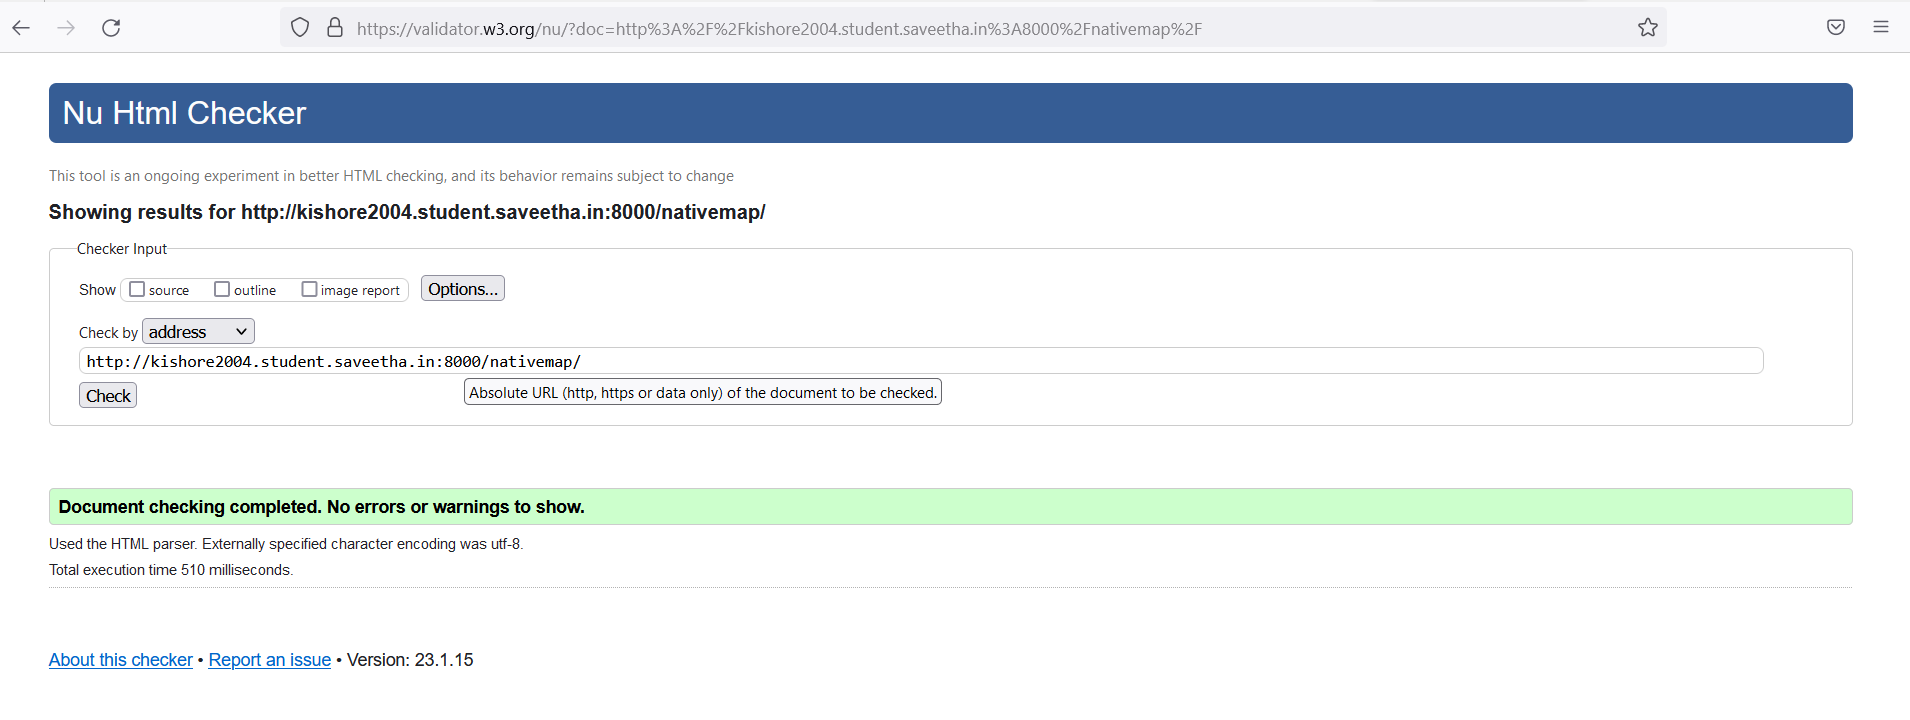 https://validator.w3.org/nu/?doc=http%3A%2F%2Fkishore2004.student.saveetha.in%3A8000%2Fnativemap%2F
Nu Html Checker
This tool is an ongoing experiment in better HTML checking, and its behavior remains subject to change
Showing results for http://kishore2004.student.saveetha.in:8000/nativemap/
Checker Input
Show source outline image report Options...
Check by address
http://kishore2004.student.saveetha.in:8000/nativemap/
Check
Absolute URL (http, https or data only) of the document to be checked.
Document checking completed. No errors or warnings to show.
Used the HTML parser. Externally specified character encoding was utf-8.
Total execution time 510 milliseconds.
About this checker • Report an issue • Version: 23.1.15